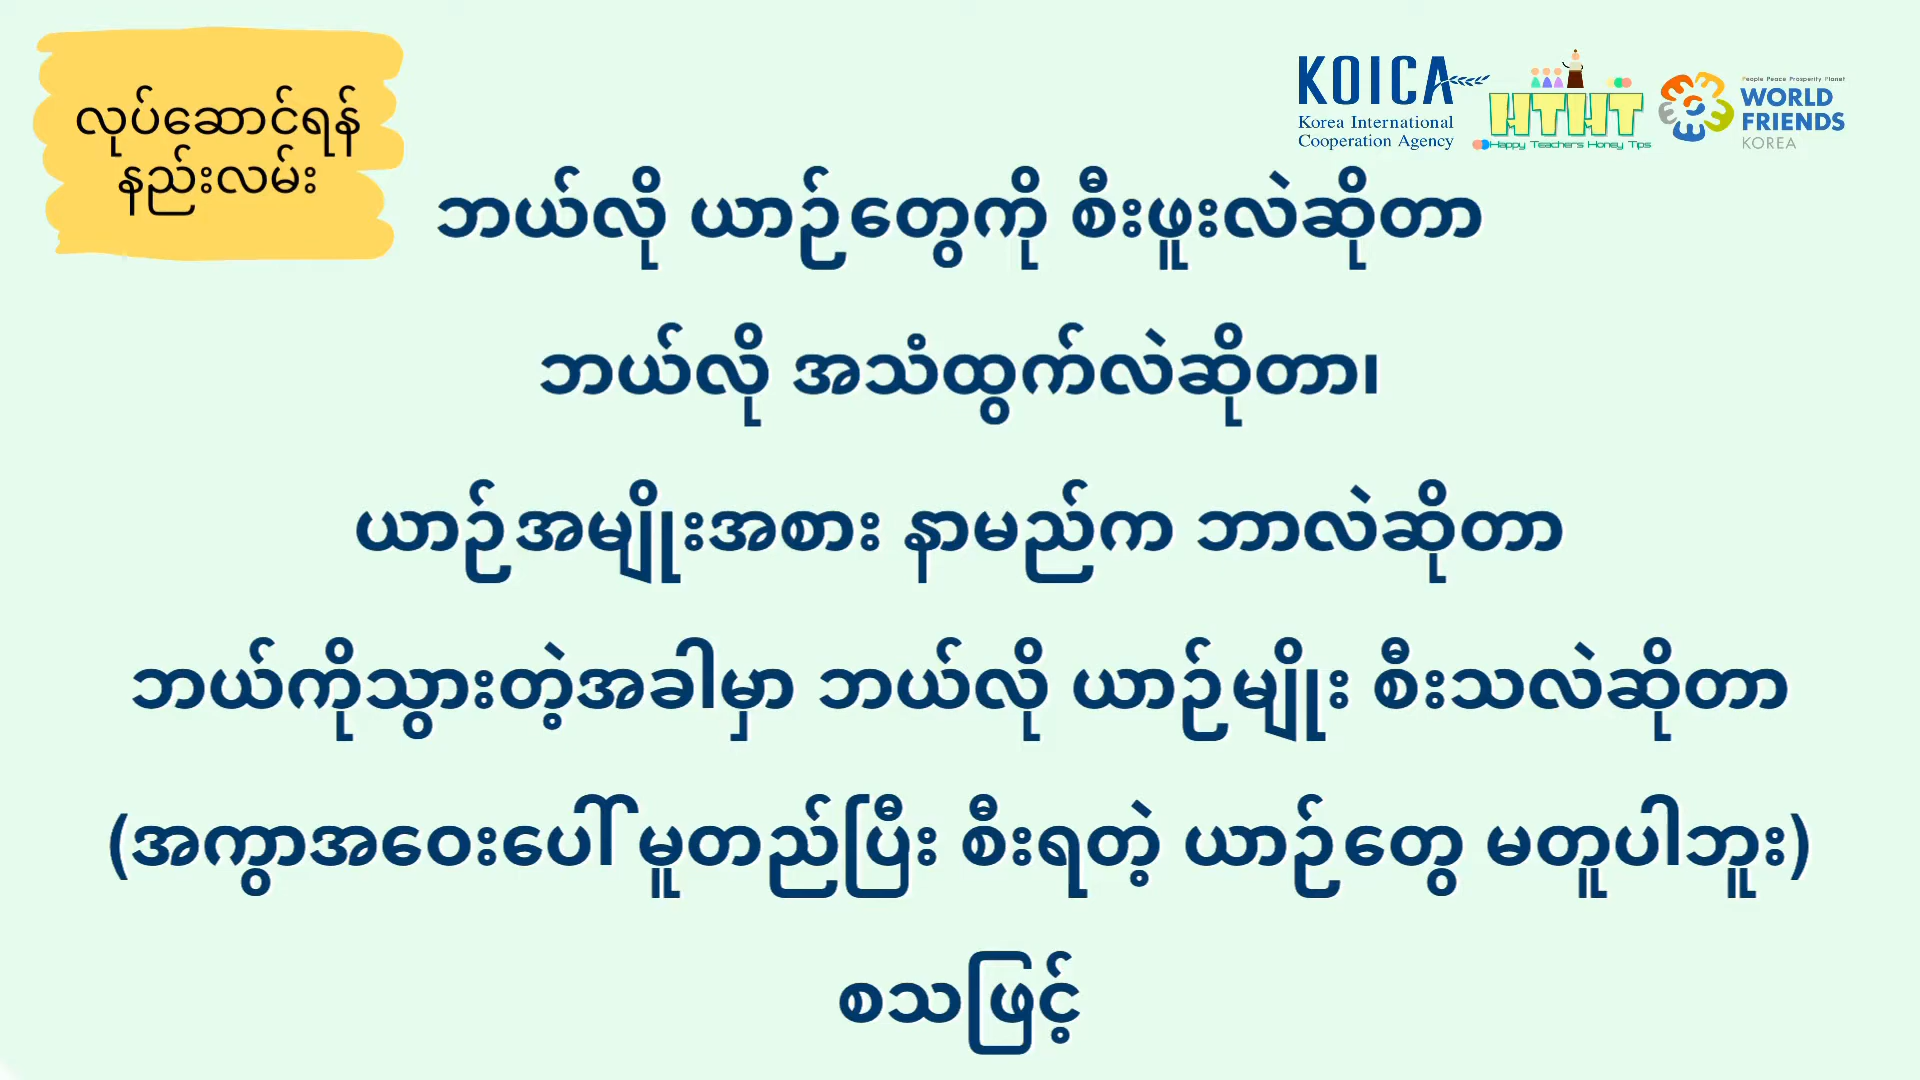 လုပ်ဆောင်ရန်
နည်းလမ်း
KOICA
Korea International
Cooperation Agency
HTHT
Happy Teachers Honey Tips
People Peace Prosperity Planet
WORLD
FRIENDS
KOREA
ဘယ်လို ယာဉ်တွေကို စီးဖူးလဲဆိုတာ
ဘယ်လို အသံထွက်လဲဆိုတာ၊
ယာဉ်အမျိုးအစား နာမည်က ဘာလဲဆိုတာ
ဘယ်ကိုသွားတဲ့အခါမှာ ဘယ်လို ယာဉ်မျိုး စီးသလဲဆိုတာ
(အကွာအဝေးပေါ် မူတည်ပြီး စီးရတဲ့ ယာဉ်တွေ မတူပါဘူး)
စသဖြင့်